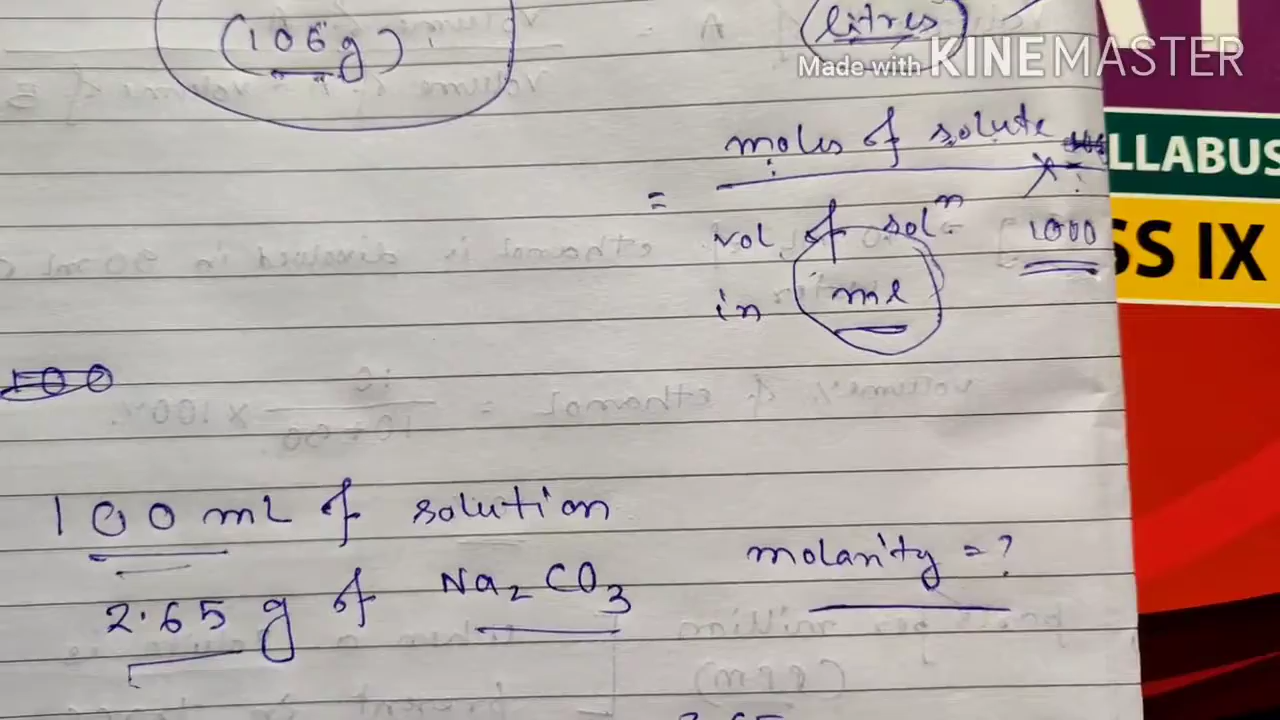 (106g)
(litres)
Made with KINEMASTER
= moles of solute
× 1000
vol of solⁿ
in ml
LLABUS
SS IX
100 ml of solution
2.65 g of Na₂CO₃
molarity = ?